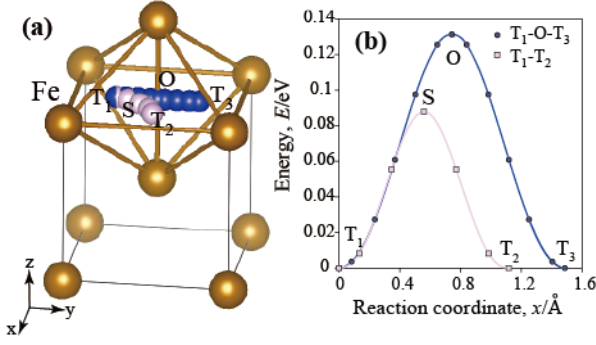 (a)
Fe
O
T₁
S
T₂
T₃
z
y
x
(b)
T₁-O-T₃
T₁-T₂
Energy, E/eV
0.14
0.12
0.1
0.08
0.06
0.04
0.02
0
O
S
T₁
T₂
T₃
0 0.4 0.8 1.2 1.6
Reaction coordinate, x/Å